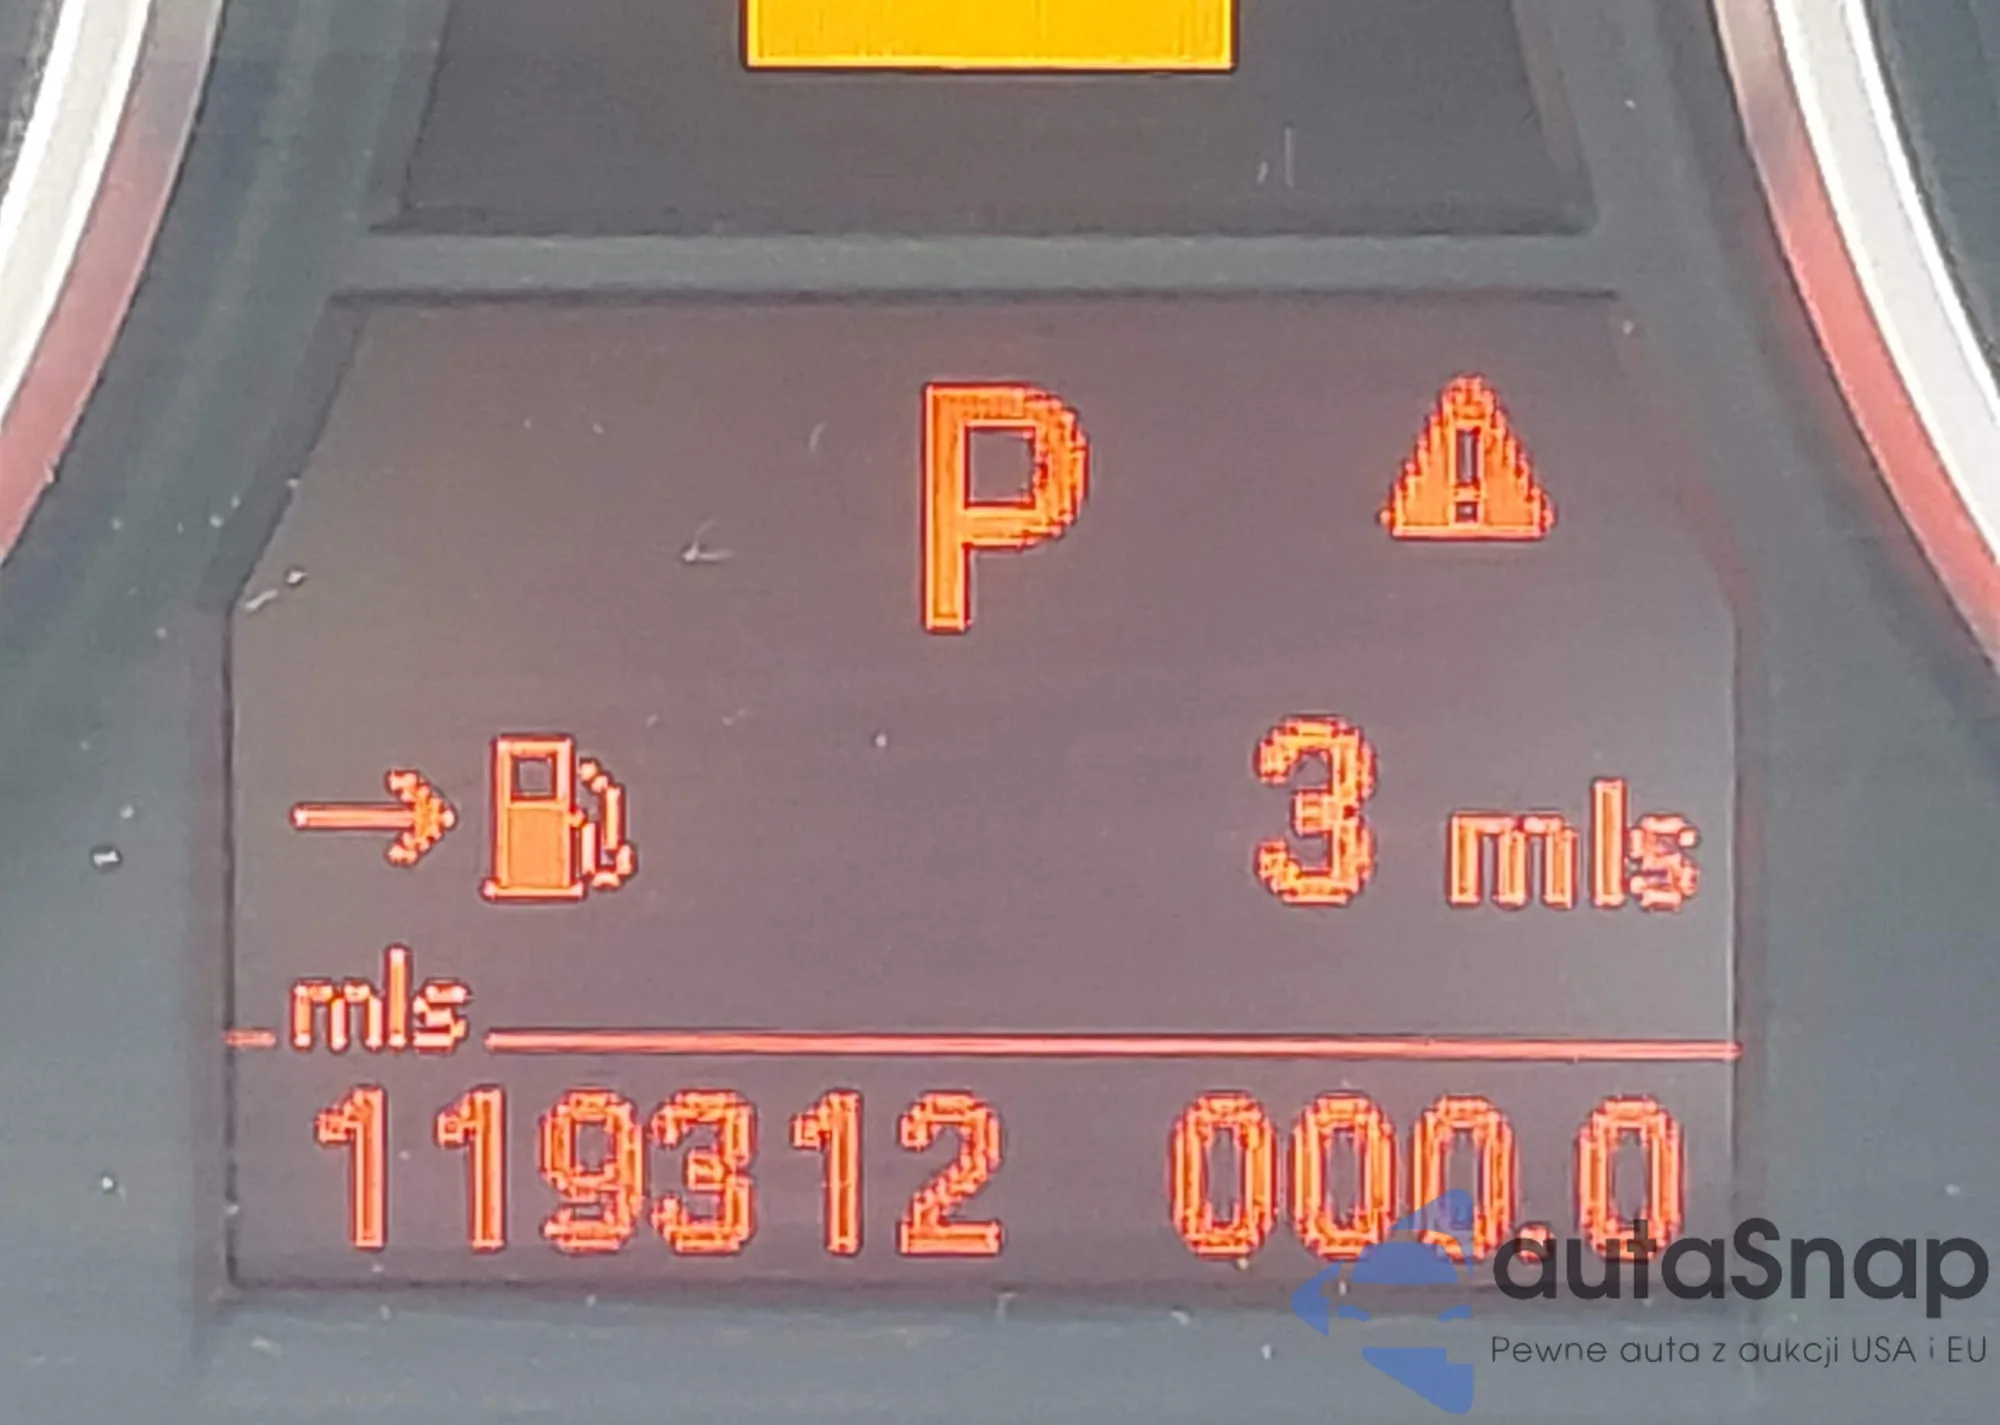 P
3 mls
mls
119312 000.0
autaSnap
Pewne auta z aukcji USA i EU